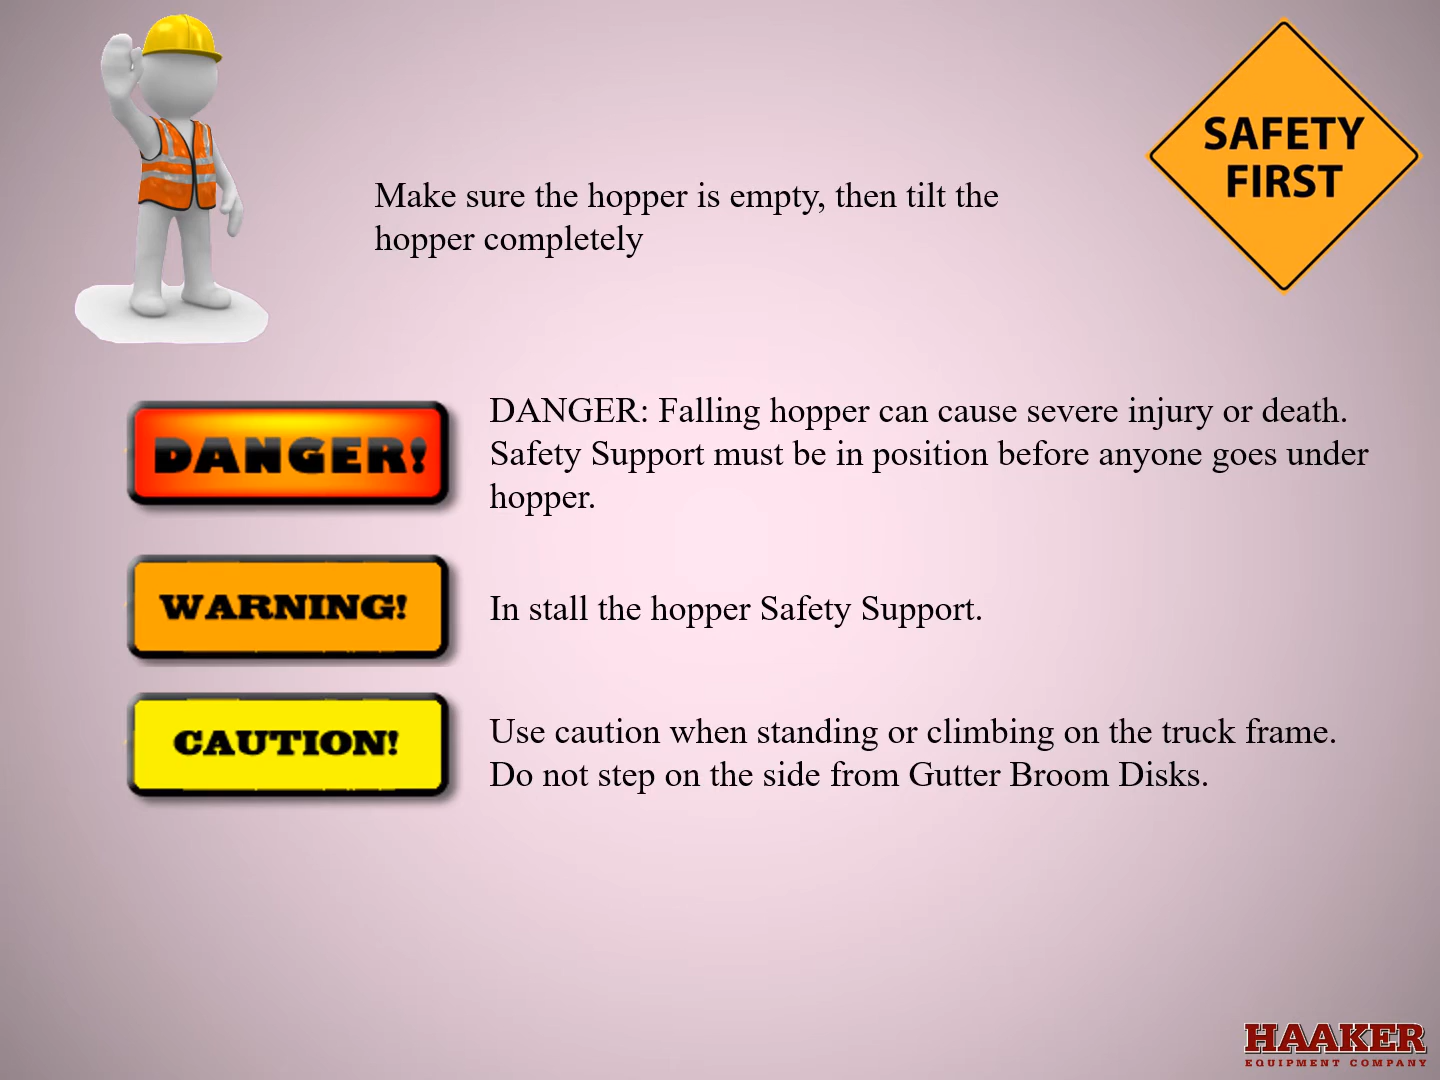 SAFETY
FIRST
Make sure the hopper is empty, then tilt the
hopper completely
DANGER!
DANGER: Falling hopper can cause severe injury or death.
Safety Support must be in position before anyone goes under
hopper.
WARNING!
In stall the hopper Safety Support.
CAUTION!
Use caution when standing or climbing on the truck frame.
Do not step on the side from Gutter Broom Disks.
HAAKER
EQUIPMENT COMPANY